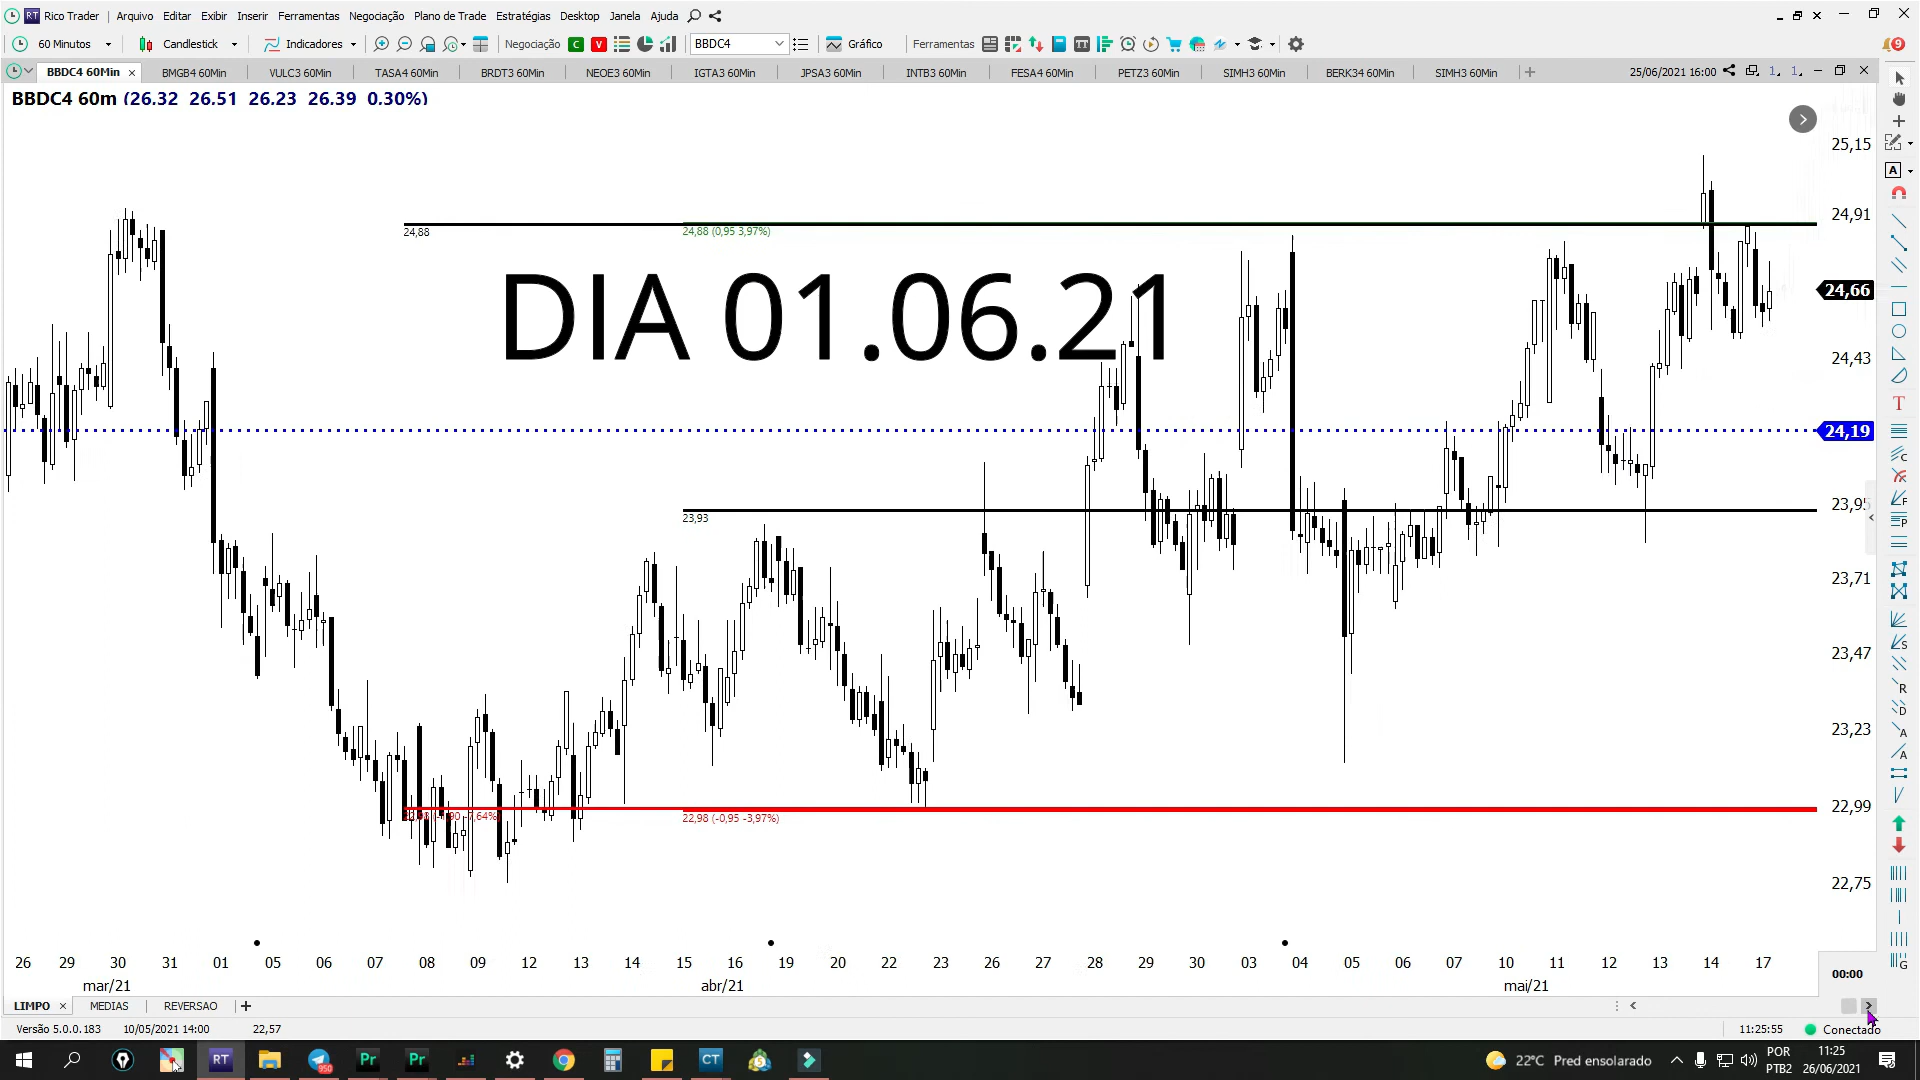 RT Rico Trader Arquivo Editar Exibir Inserir Ferramentas Negociação Plano de Trade Estratégias Desktop Janela Ajuda
60 Minutos Candlestick Indicadores Negociação C V BBDC4 Gráfico Ferramentas 9
BBDC4 60Min BMGB4 60Min VULC3 60Min TASA4 60Min BRDT3 60Min NEOE3 60Min IGTA3 60Min JPSA3 60Min INTB3 60Min FESA4 60Min PETZ3 60Min SIMH3 60Min BERK34 60Min SIMH3 60Min 25/06/2021 16:00
BBDC4 60m (26.32 26.51 26.23 26.39 0.30%)
25,15
24,91
24,88
24,88 (0,95 3,97%)
DIA 01.06.21
24,66
24,43
24,19
23,95
23,93
23,71
23,47
23,23
22,99
22,98 (-0,95 -3,97%)
22,75
26 29 30 31 01 05 06 07 08 09 12 13 14 15 16 19 20 22 23 26 27 28 29 30 03 04 05 06 07 10 11 12 13 14 17
00:00
mar/21 abr/21 mai/21
LIMPO MEDIAS REVERSAO
Versão 5.0.0.183 10/05/2021 14:00 22,57 11:25:55 Conectado
RT 950 Pr Pr CT 22°C Pred ensolarado POR 11:25
PTB2 26/06/2021